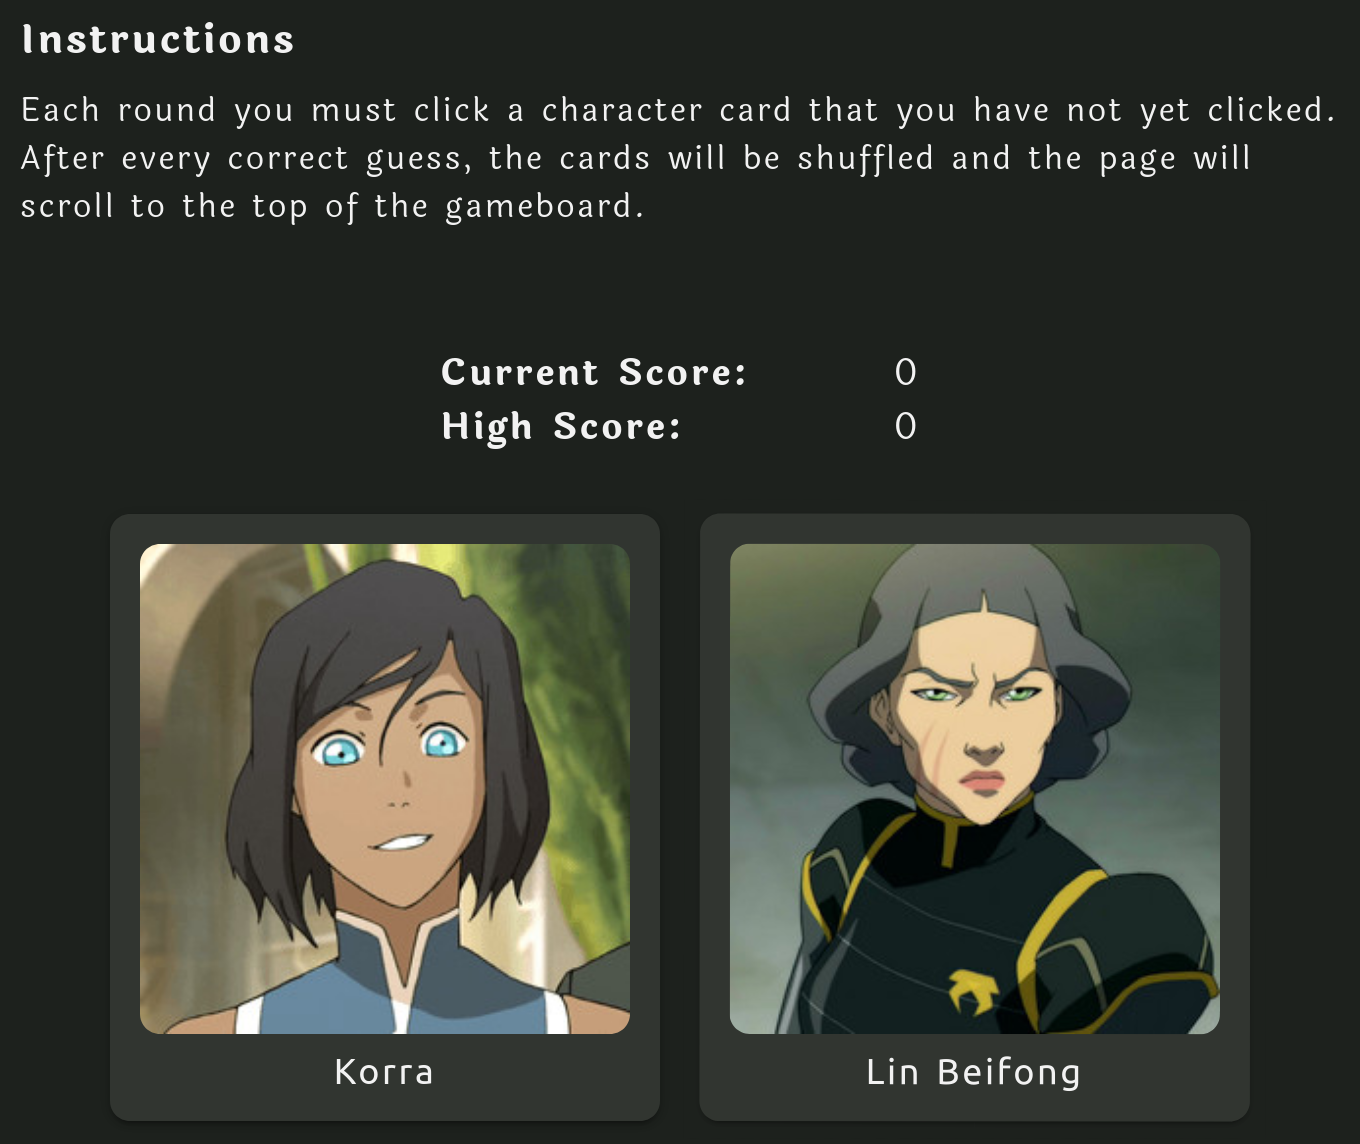 Instructions
Each round you must click a character card that you have not yet clicked.
After every correct guess, the cards will be shuffled and the page will
scroll to the top of the gameboard.
Current Score: 0
High Score: 0
Korra
Lin Beifong